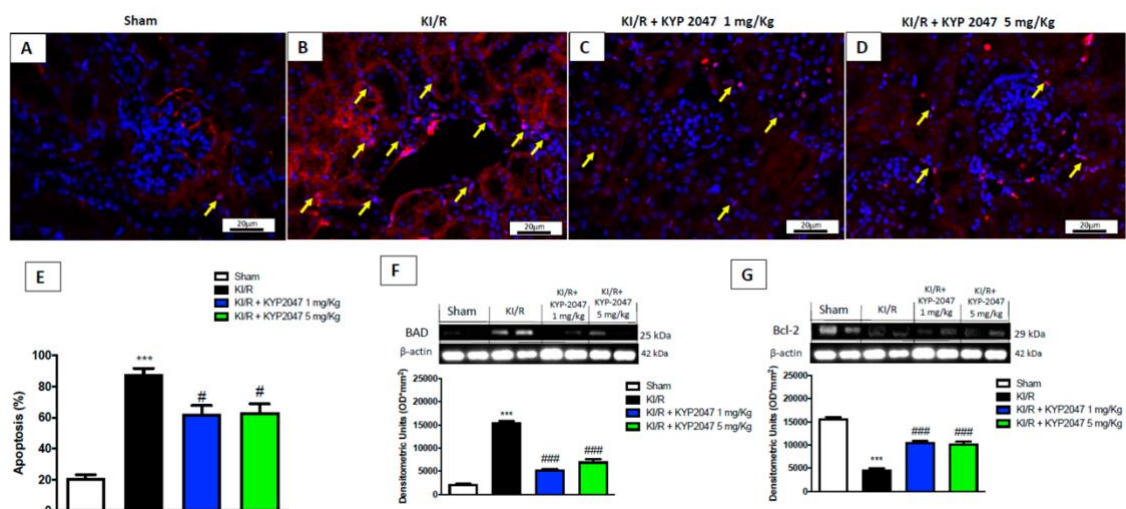 Sham KI/R KI/R + KYP 2047 1 mg/Kg KI/R + KYP 2047 5 mg/Kg
A B C D
20µm 20µm 20µm 20µm
E
Sham
KI/R
KI/R + KYP2047 1 mg/Kg
KI/R + KYP2047 5 mg/Kg
Apoptosis (%)
100
80
60
40
20
0
***
#
#
F
Sham KI/R KI/R+ KYP-2047 1 mg/kg KI/R+ KYP-2047 5 mg/kg
BAD 25 kDa
β-actin 42 kDa
Densitometric Units (OD*mm²)
25000
20000
15000
10000
5000
0
***
###
###
Sham
KI/R
KI/R + KYP2047 1 mg/Kg
KI/R + KYP2047 5 mg/Kg
G
Sham KI/R KI/R+ KYP-2047 1 mg/kg KI/R+ KYP-2047 5 mg/kg
Bcl-2 29 kDa
β-actin 42 kDa
Densitometric Units (OD*mm²)
25000
20000
15000
10000
5000
0
***
###
###
Sham
KI/R
KI/R + KYP2047 1 mg/Kg
KI/R + KYP2047 5 mg/Kg